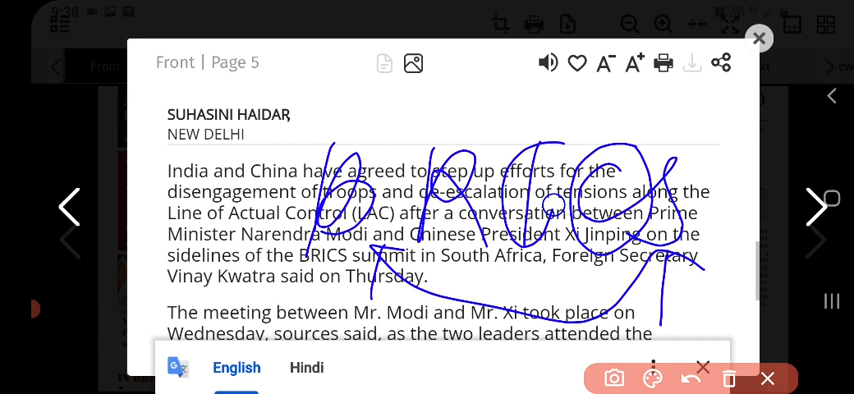 9:38
Front
Front | Page 5
A⁻ A⁺
SUHASINI HAIDAR
NEW DELHI
India and China have agreed to step up efforts for the
disengagement of troops and de-escalation of tensions along the
Line of Actual Control (LAC) after a conversation between Prime
Minister Narendra Modi and Chinese President Xi Jinping on the
sidelines of the BRICS summit in South Africa, Foreign Secretary
Vinay Kwatra said on Thursday.
The meeting between Mr. Modi and Mr. Xi took place on
Wednesday, sources said, as the two leaders attended the
English Hindi